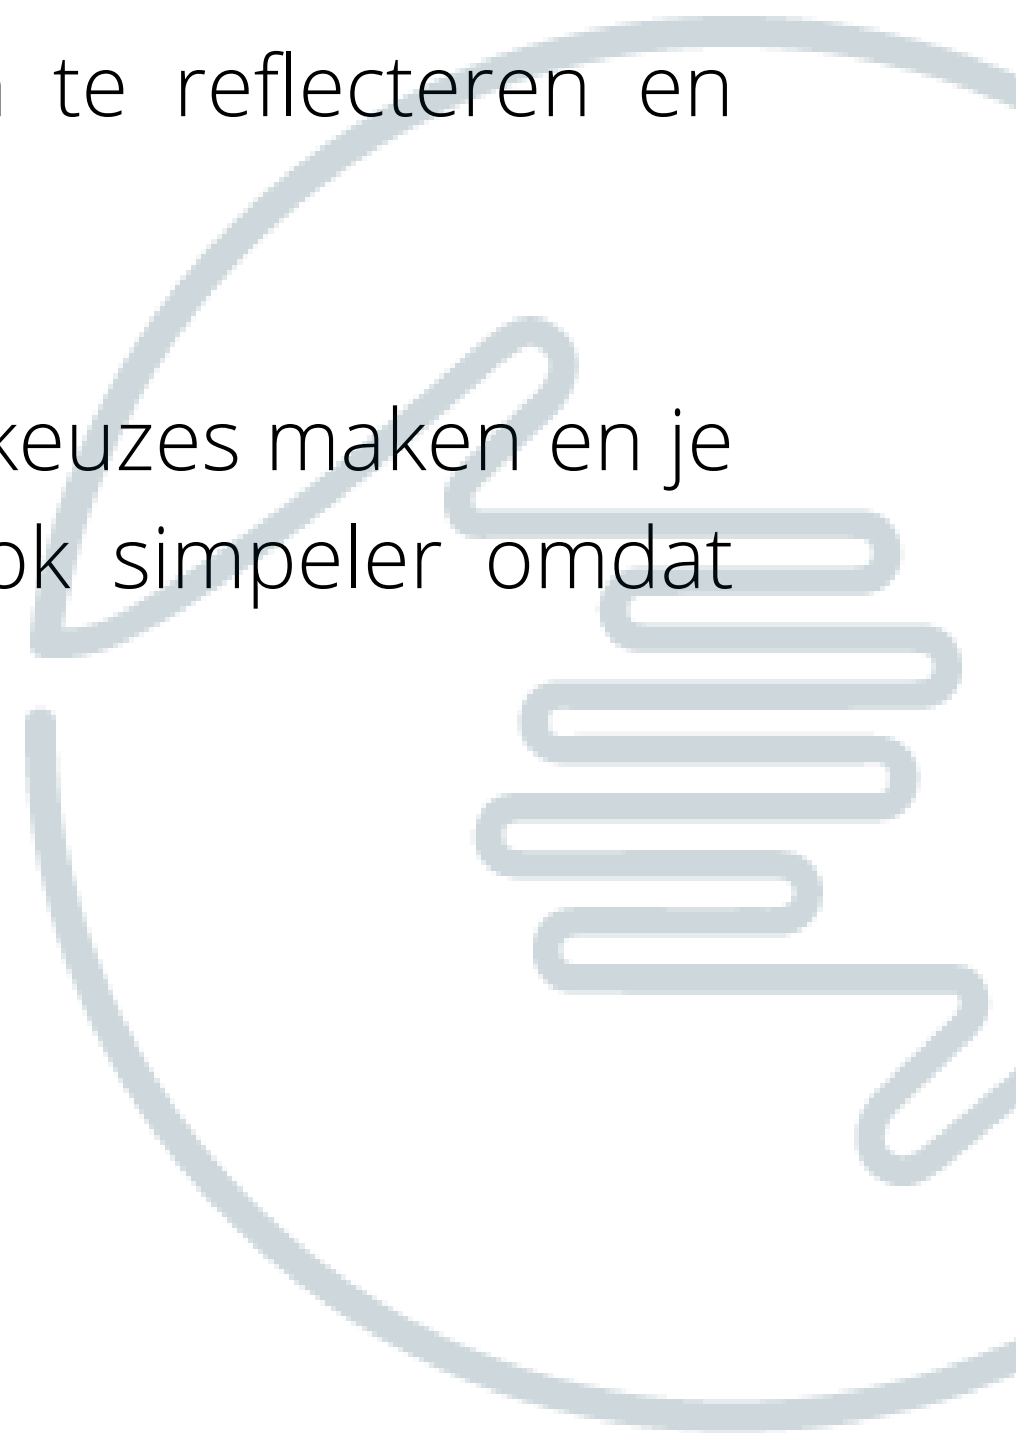 te reflecteren en
keuzes maken en je
simpeler omdat